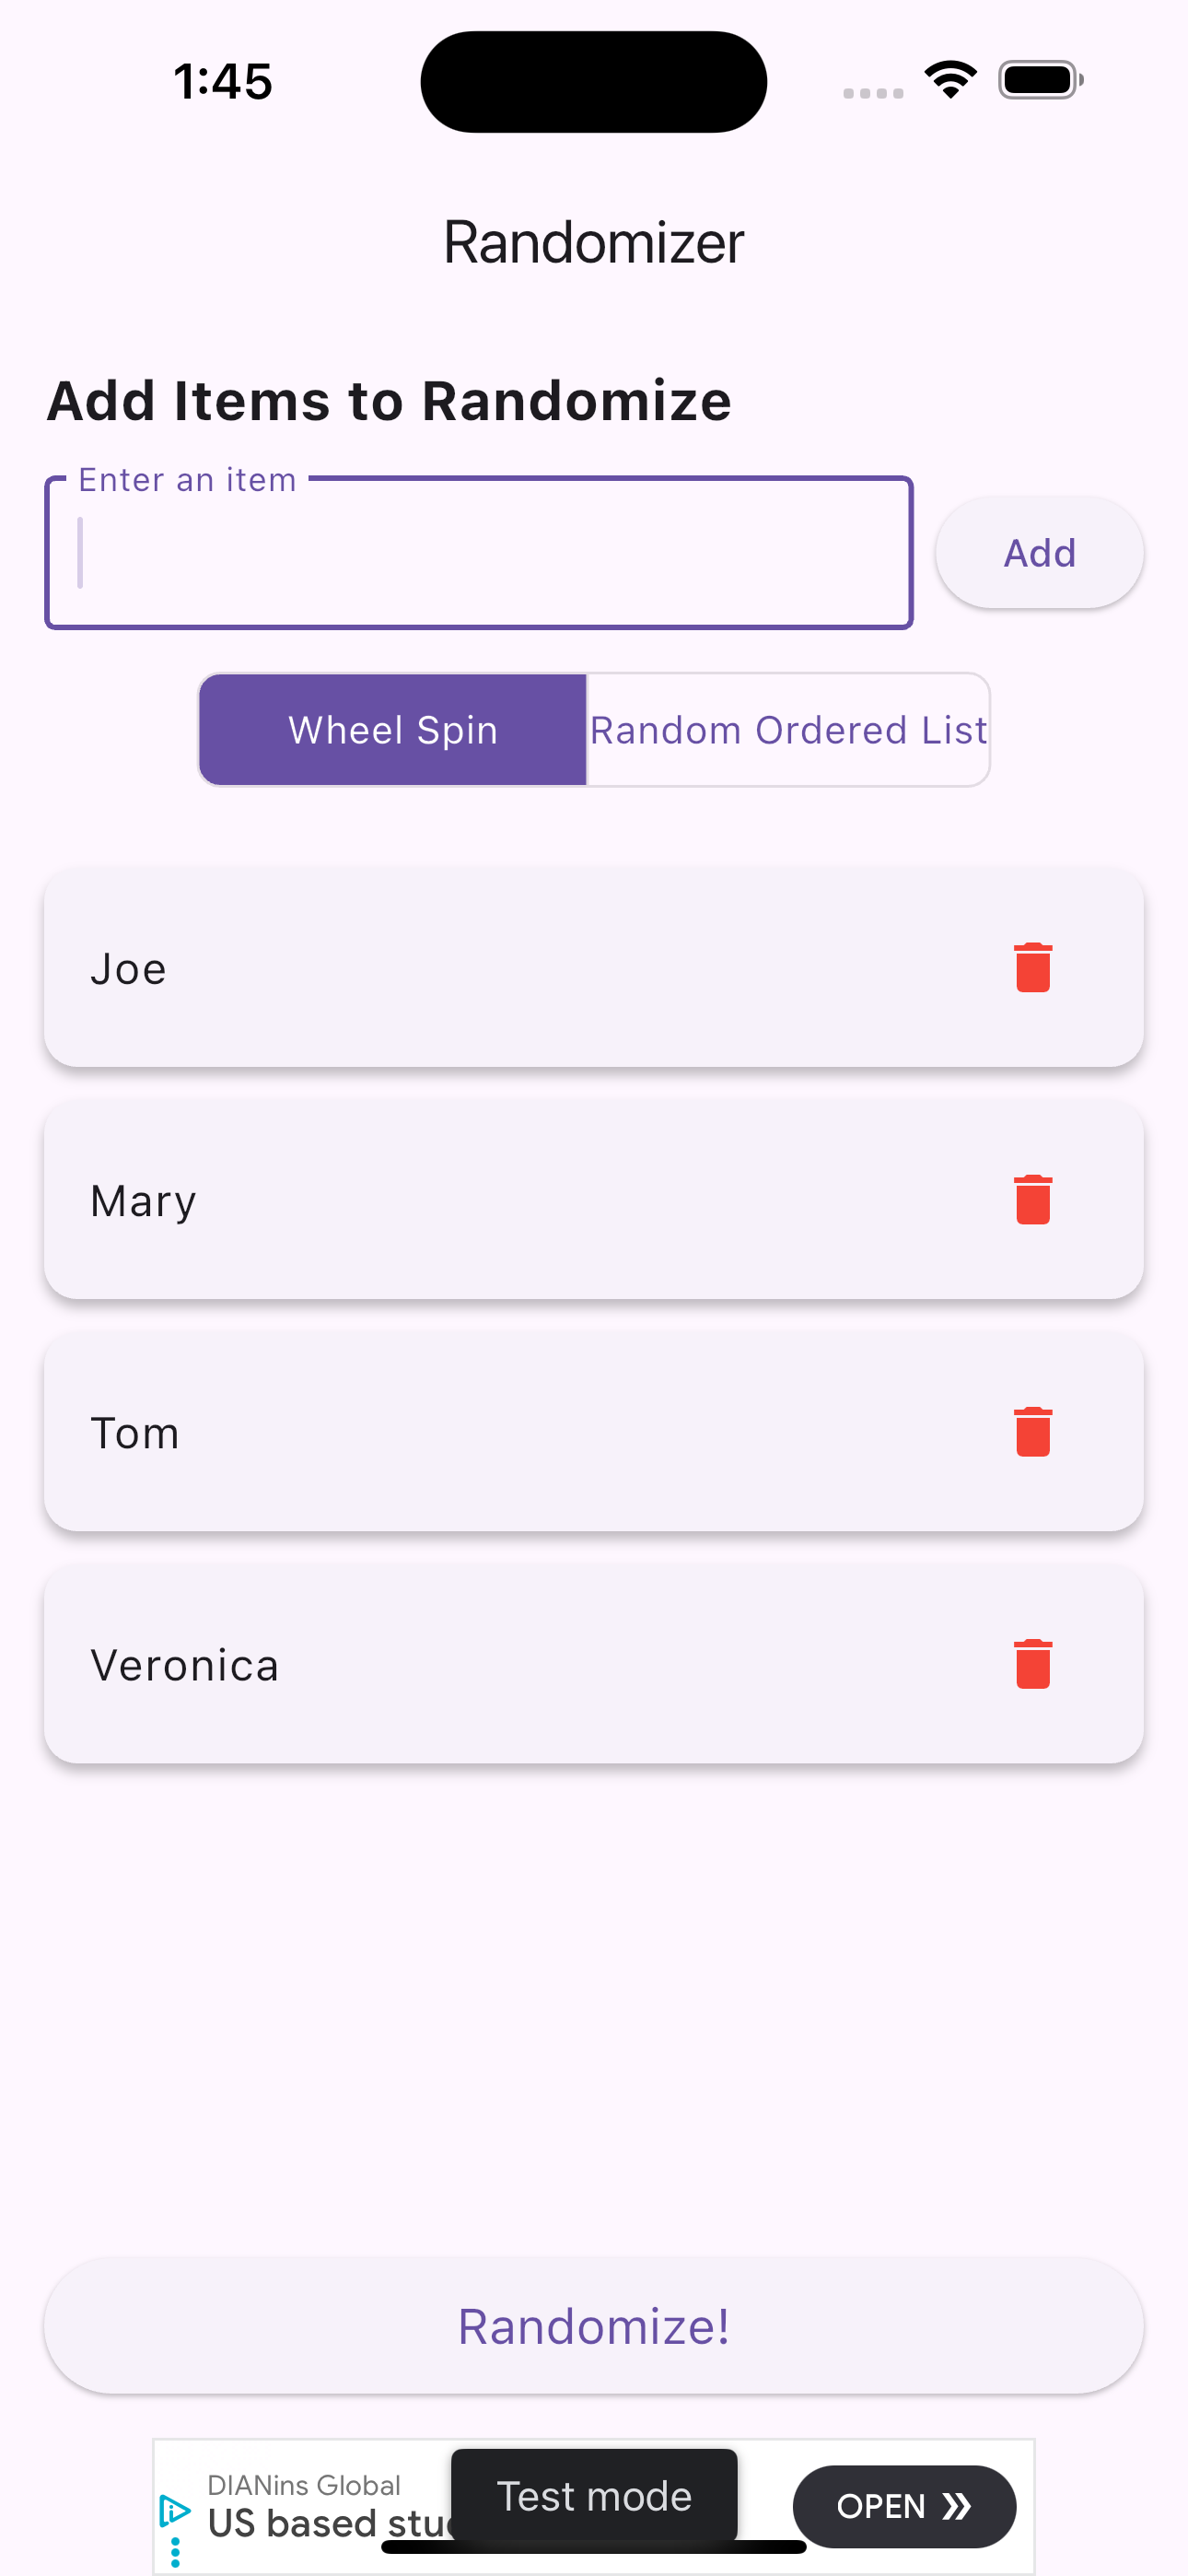 1:45
Randomizer
Add Items to Randomize
Enter an item
Add
Wheel Spin
Random Ordered List
Joe
Mary
Tom
Veronica
Randomize!
DIANins Global
US based stu
Test mode
OPEN